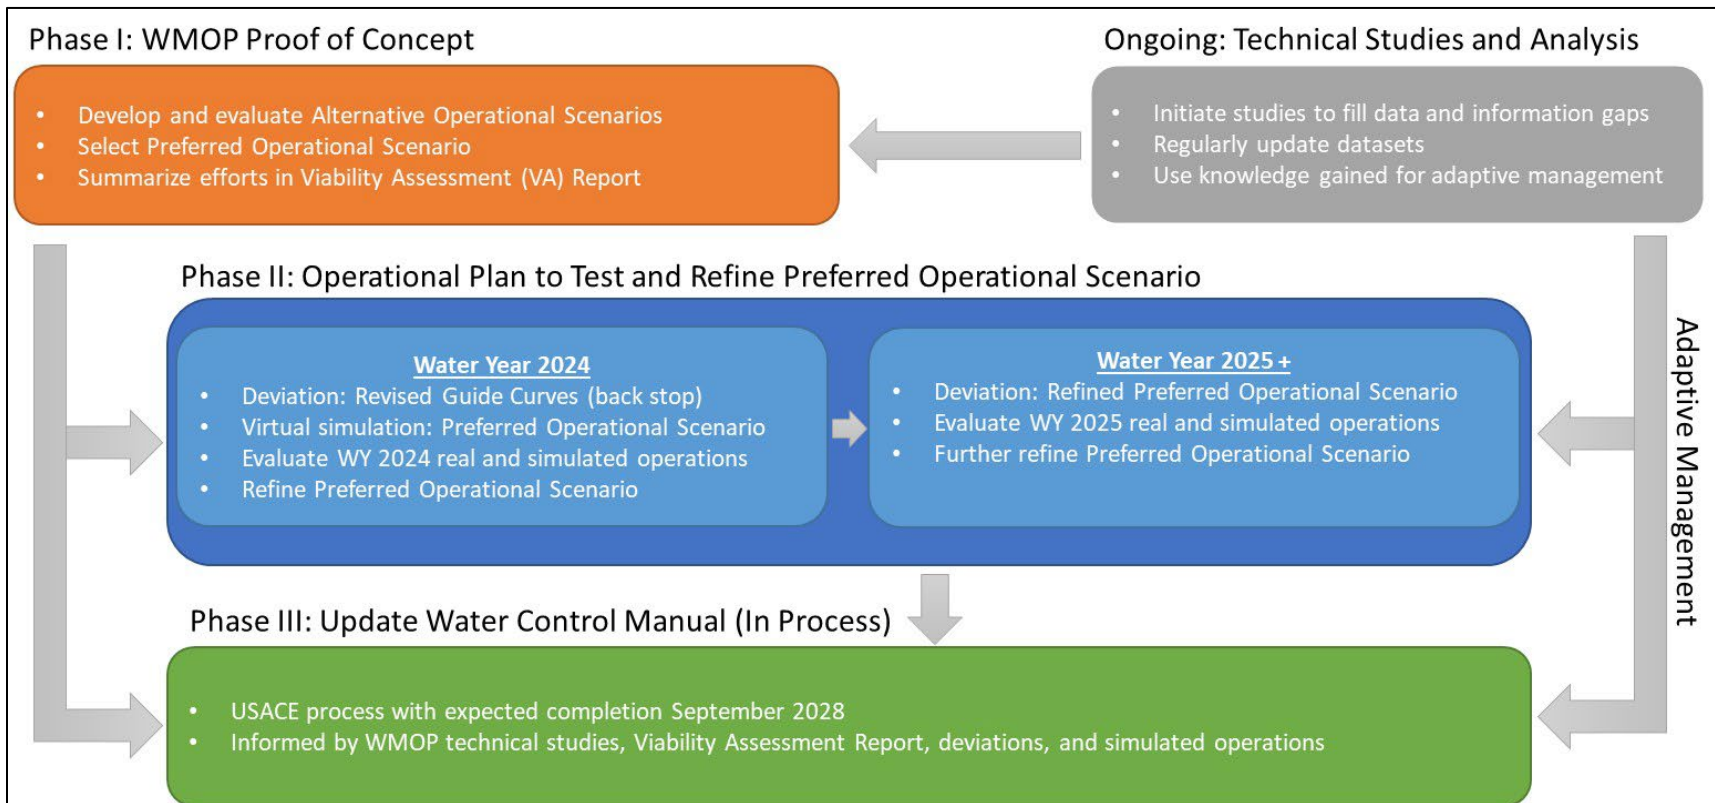 Phase I: WMOP Proof of Concept
• Develop and evaluate Alternative Operational Scenarios
• Select Preferred Operational Scenario
• Summarize efforts in Viability Assessment (VA) Report
Ongoing: Technical Studies and Analysis
• Initiate studies to fill data and information gaps
• Regularly update datasets
• Use knowledge gained for adaptive management
Phase II: Operational Plan to Test and Refine Preferred Operational Scenario
Water Year 2024
• Deviation: Revised Guide Curves (back stop)
• Virtual simulation: Preferred Operational Scenario
• Evaluate WY 2024 real and simulated operations
• Refine Preferred Operational Scenario
Water Year 2025 +
• Deviation: Refined Preferred Operational Scenario
• Evaluate WY 2025 real and simulated operations
• Further refine Preferred Operational Scenario
Adaptive Management
Phase III: Update Water Control Manual (In Process)
• USACE process with expected completion September 2028
• Informed by WMOP technical studies, Viability Assessment Report, deviations, and simulated operations